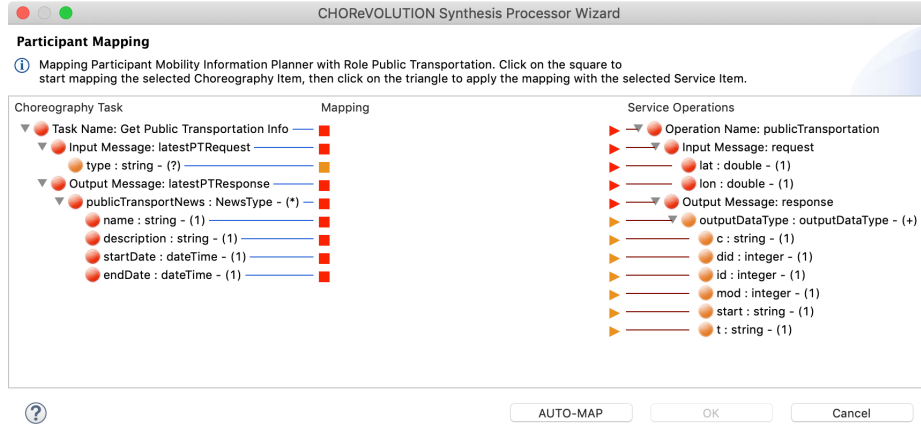 CHOReVOLUTION Synthesis Processor Wizard
Participant Mapping
Mapping Participant Mobility Information Planner with Role Public Transportation. Click on the square to
start mapping the selected Choreography Item, then click on the triangle to apply the mapping with the selected Service Item.
Choreography Task
Mapping
Service Operations
Task Name: Get Public Transportation Info
Input Message: latestPTRequest
type : string - (?)
Output Message: latestPTResponse
publicTransportNews : NewsType - (*)
name : string - (1)
description : string - (1)
startDate : dateTime - (1)
endDate : dateTime - (1)
Operation Name: publicTransportation
Input Message: request
lat : double - (1)
lon : double - (1)
Output Message: response
outputDataType : outputDataType - (+)
c : string - (1)
did : integer - (1)
id : integer - (1)
mod : integer - (1)
start : string - (1)
t : string - (1)
?
AUTO-MAP
OK
Cancel